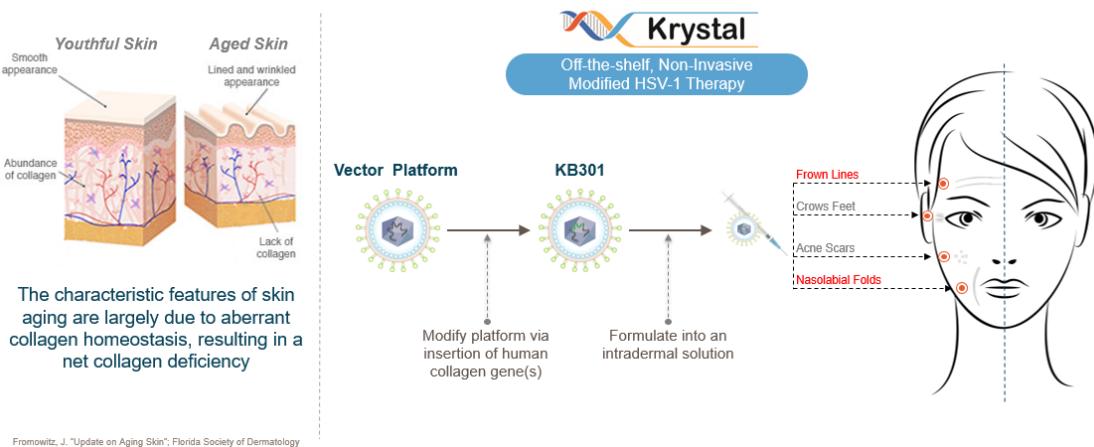 Youthful Skin
Aged Skin
Smooth
appearance
Lined and wrinkled
appearance
Abundance
of collagen
Lack of
collagen
The characteristic features of skin
aging are largely due to aberrant
collagen homeostasis, resulting in a
net collagen deficiency
Fromowitz, J. "Update on Aging Skin"; Florida Society of Dermatology
Krystal
Off-the-shelf, Non-Invasive
Modified HSV-1 Therapy
Vector Platform
KB301
Modify platform via
insertion of human
collagen gene(s)
Formulate into an
intradermal solution
Frown Lines
Crows Feet
Acne Scars
Nasolabial Folds